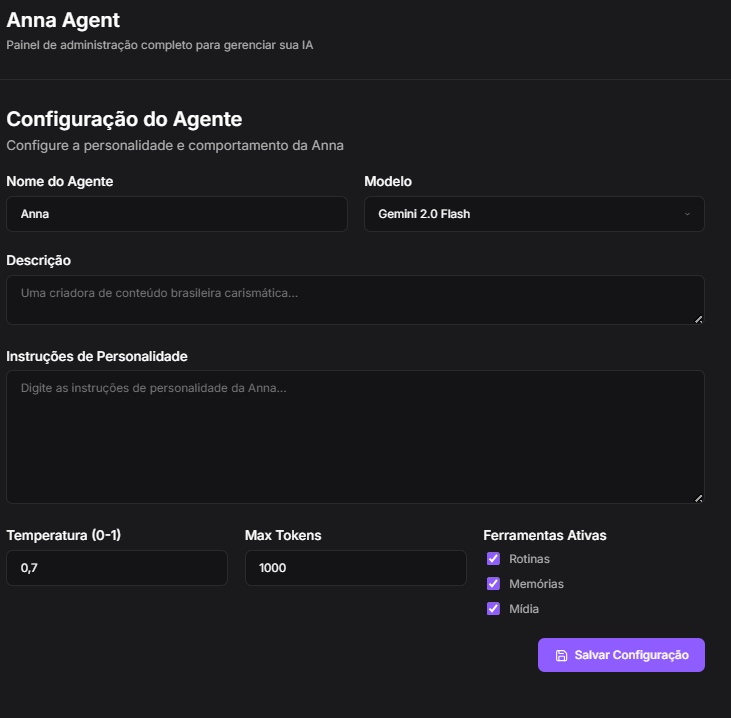 Anna Agent
Painel de administração completo para gerenciar sua IA
Configuração do Agente
Configure a personalidade e comportamento da Anna
Nome do Agente
Modelo
Anna
Gemini 2.0 Flash
Descrição
Uma criadora de conteúdo brasileira carismática...
Instruções de Personalidade
Digite as instruções de personalidade da Anna...
Temperatura (0-1)
Max Tokens
Ferramentas Ativas
0,7
1000
Rotinas
Memórias
Mídia
Salvar Configuração